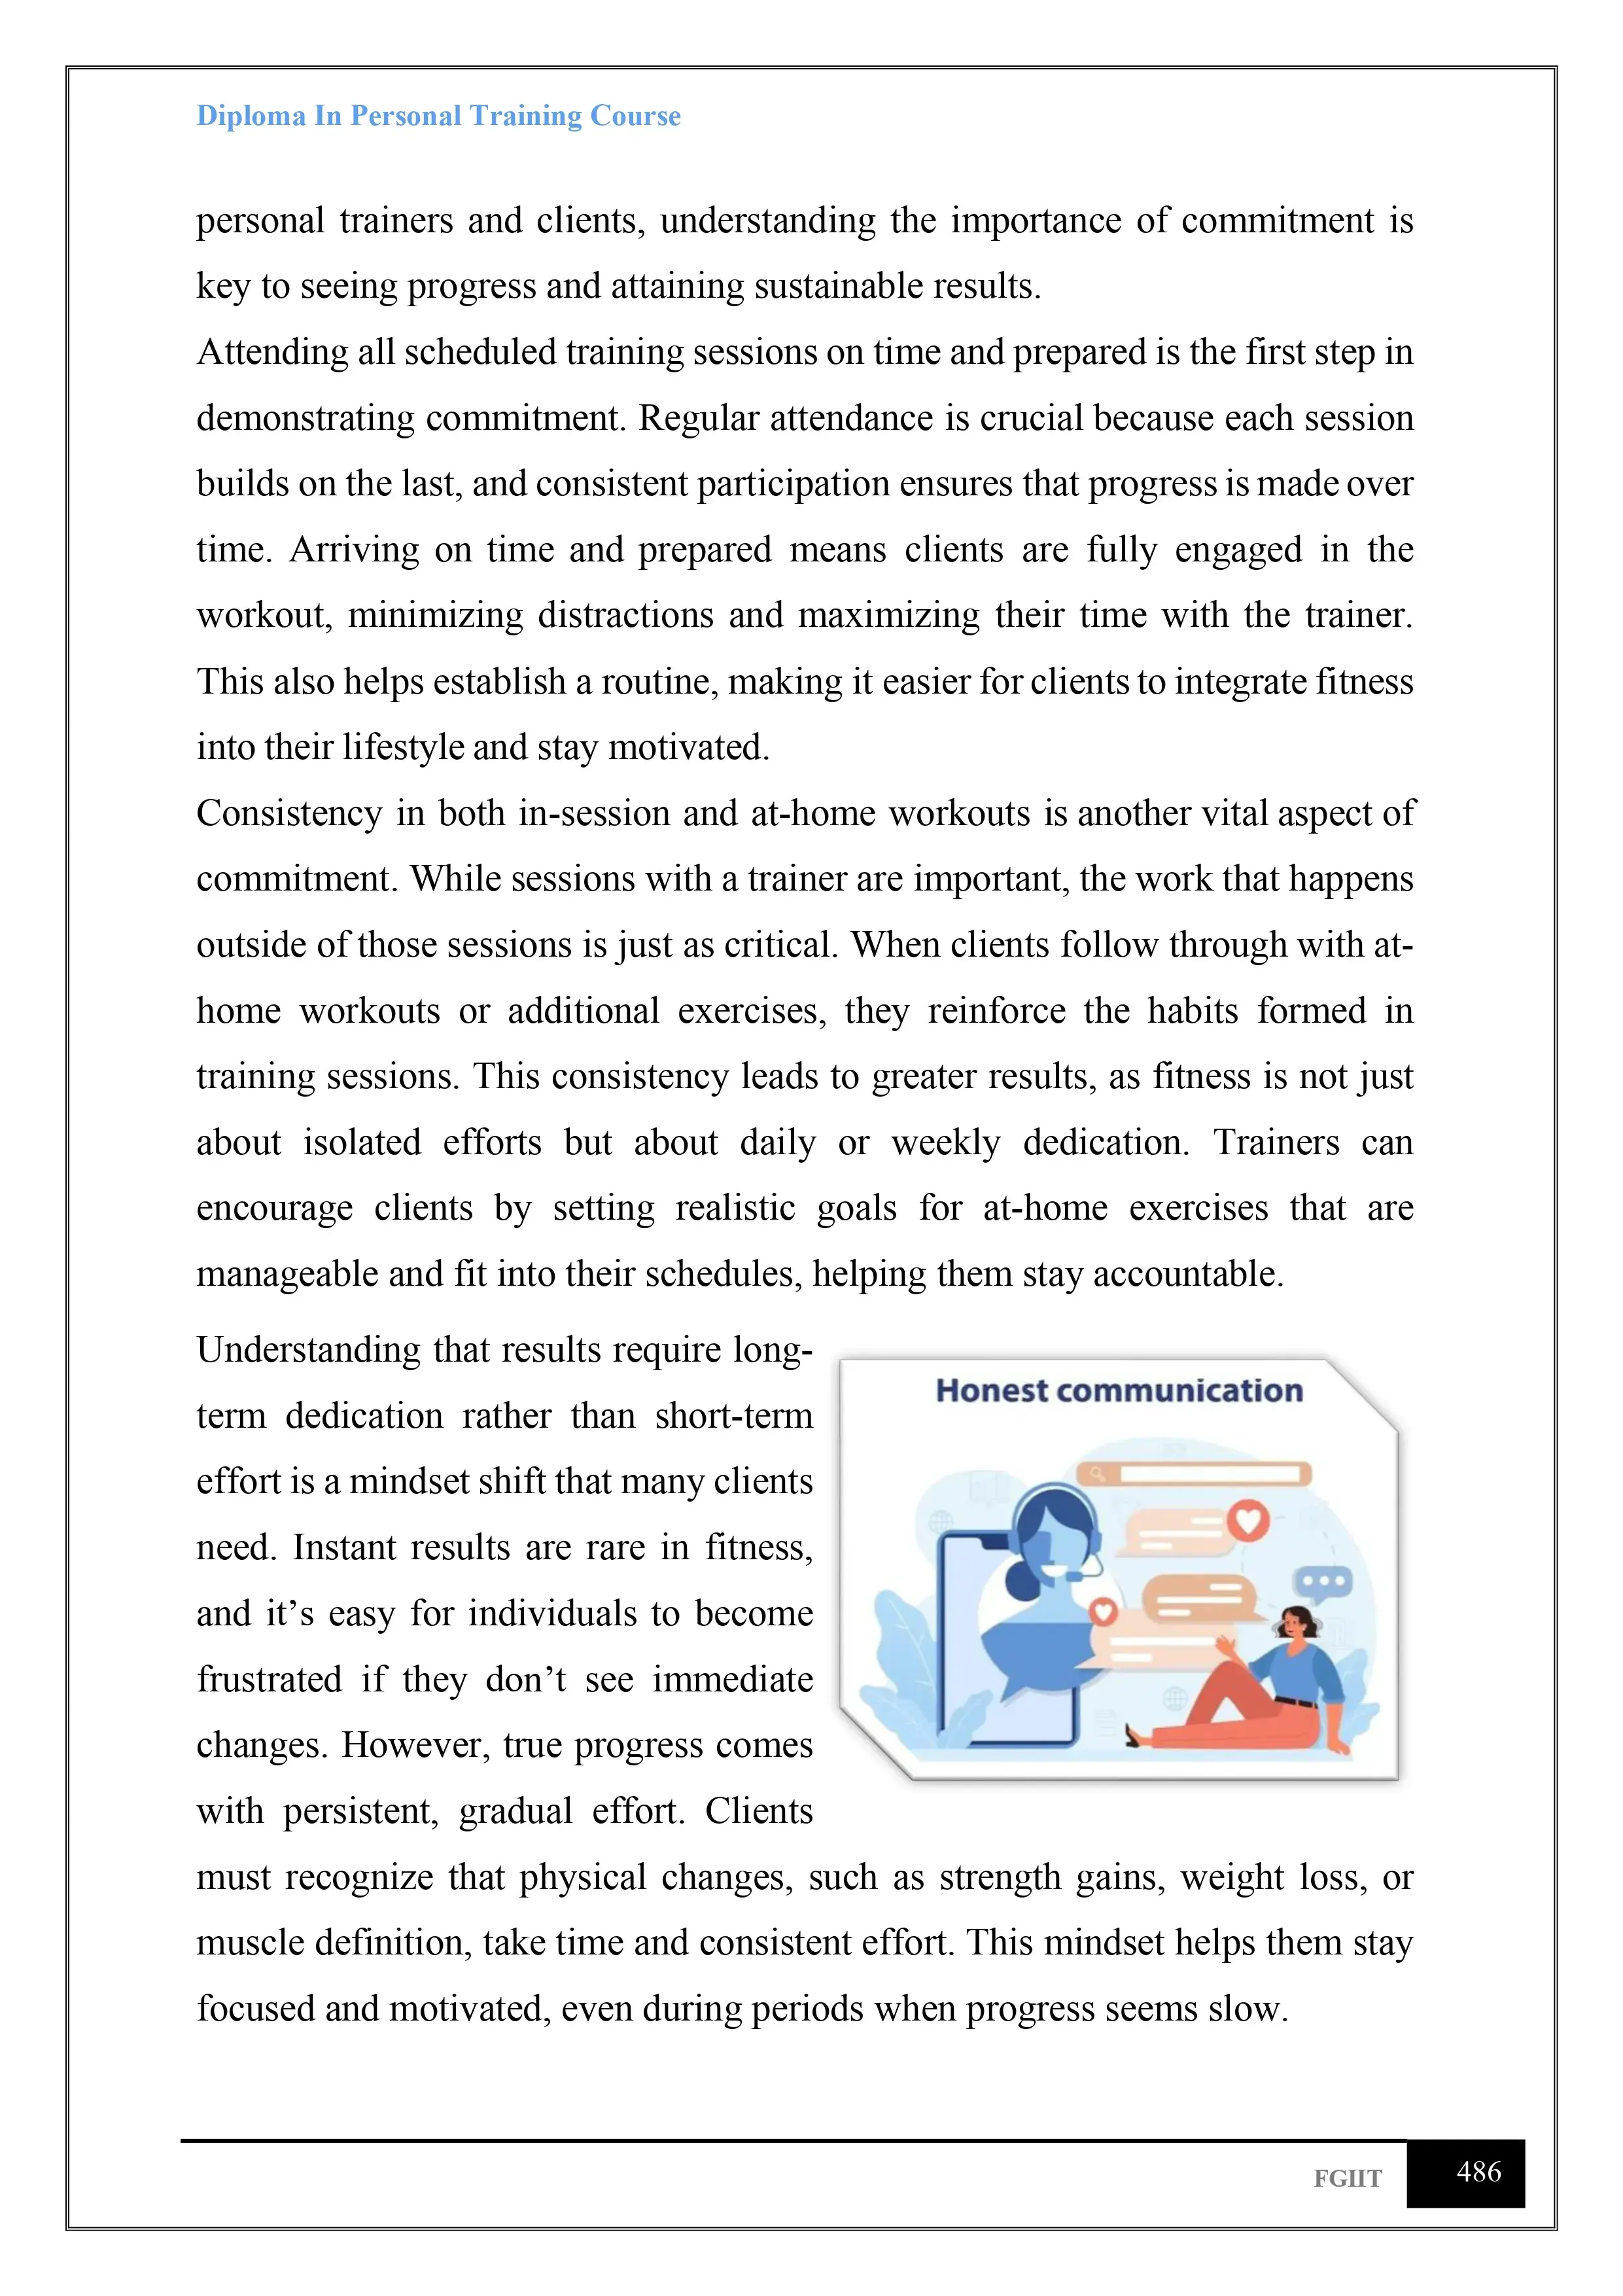 Diploma In Personal Training Course
personal trainers and clients, understanding the importance of commitment is
key to seeing progress and attaining sustainable results.
Attending all scheduled training sessions on time and prepared is the first step in
demonstrating commitment. Regular attendance is crucial because each session
builds on the last, and consistent participation ensures that progress is made over
time. Arriving on time and prepared means clients are fully engaged in the
workout, minimizing distractions and maximizing their time with the trainer.
This also helps establish a routine, making it easier for clients to integrate fitness
into their lifestyle and stay motivated.
Consistency in both in-session and at-home workouts is another vital aspect of
commitment. While sessions with a trainer are important, the work that happens
outside of those sessions is just as critical. When clients follow through with at-
home workouts or additional exercises, they reinforce the habits formed in
training sessions. This consistency leads to greater results, as fitness is not just
about isolated efforts but about daily or weekly dedication. Trainers can
encourage clients by setting realistic goals for at-home exercises that are
manageable and fit into their schedules, helping them stay accountable.
Understanding that results require long-
term dedication rather than short-term
effort is a mindset shift that many clients
need. Instant results are rare in fitness,
and it’s easy for individuals to become
frustrated if they don’t see immediate
changes. However, true progress comes
with persistent, gradual effort. Clients
Honest communication
must recognize that physical changes, such as strength gains, weight loss, or
muscle definition, take time and consistent effort. This mindset helps them stay
focused and motivated, even during periods when progress seems slow.
FGIIT
486